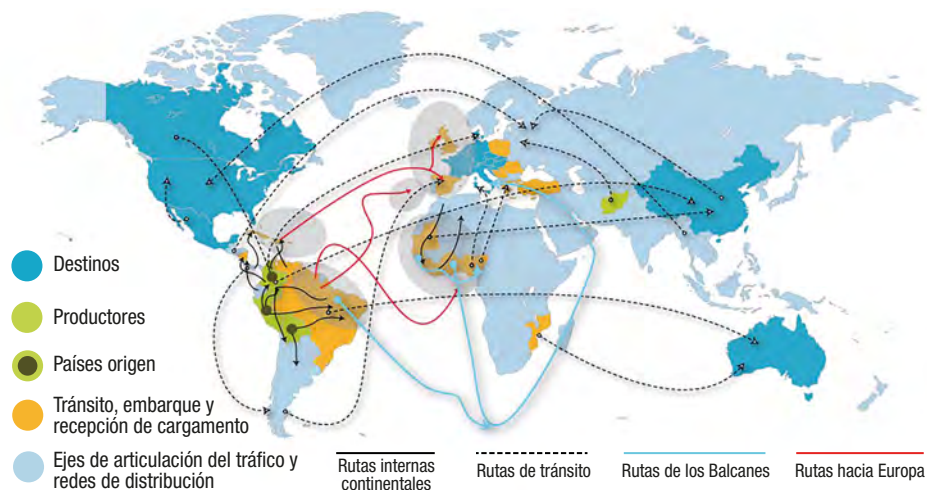 Destinos
Productores
Países origen
Tránsito, embarque y
recepción de cargamento
Ejes de articulación del tráfico y
redes de distribución
Rutas internas
continentales
Rutas de tránsito
Rutas de los Balcanes
Rutas hacia Europa